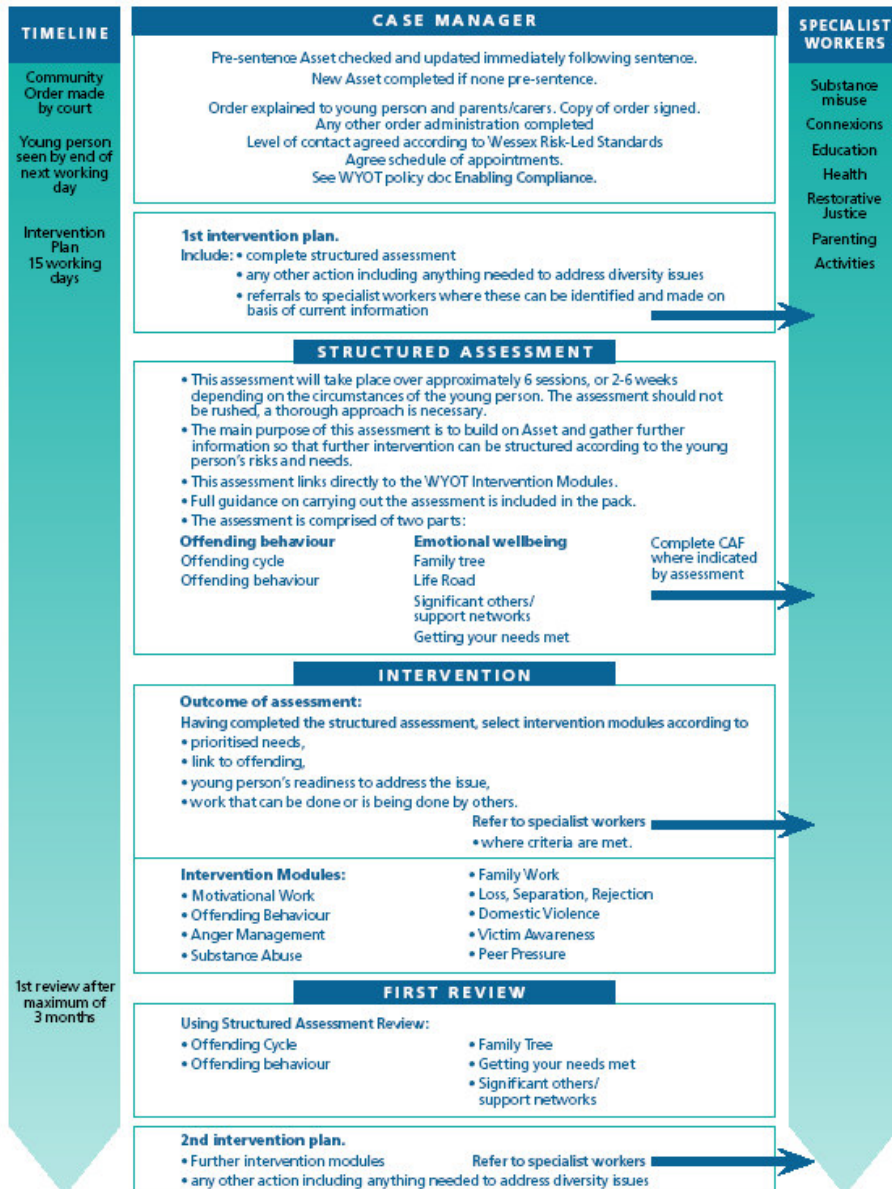 TIMELINE
Community
Order made
by court
Young person
seen by end of
next working
day
Intervention
Plan
15 working
days
1st review after
maximum of
3 months
CASE MANAGER
Pre-sentence Asset checked and updated immediately following sentence.
New Asset completed if none pre-sentence.
Order explained to young person and parents/carers. Copy of order signed.
Any other order administration completed
Level of contact agreed according to Wessex Risk-Led Standards
Agree schedule of appointments.
See WYOT policy doc Enabling Compliance.
1st intervention plan.
Include: • complete structured assessment
• any other action including anything needed to address diversity issues
• referrals to specialist workers where these can be identified and made on
basis of current information
STRUCTURED ASSESSMENT
• This assessment will take place over approximately 6 sessions, or 2-6 weeks
depending on the circumstances of the young person. The assessment should not
be rushed, a thorough approach is necessary.
• The main purpose of this assessment is to build on Asset and gather further
information so that further intervention can be structured according to the young
person's risks and needs.
• This assessment links directly to the WYOT Intervention Modules.
• Full guidance on carrying out the assessment is included in the pack.
• The assessment is comprised of two parts:
Offending behaviour
Offending cycle
Offending behaviour
Emotional wellbeing
Family tree
Life Road
Significant others/
support networks
Getting your needs met
Complete CAF
where indicated
by assessment
INTERVENTION
Outcome of assessment:
Having completed the structured assessment, select intervention modules according to
• prioritised needs,
• link to offending,
• young person's readiness to address the issue,
• work that can be done or is being done by others.
Refer to specialist workers
• where criteria are met.
Intervention Modules:
• Motivational Work
• Offending Behaviour
• Anger Management
• Substance Abuse
• Family Work
• Loss, Separation, Rejection
• Domestic Violence
• Victim Awareness
• Peer Pressure
FIRST REVIEW
Using Structured Assessment Review:
• Offending Cycle
• Offending behaviour
• Family Tree
• Getting your needs met
• Significant others/
support networks
2nd intervention plan.
• Further intervention modules
Refer to specialist workers
• any other action including anything needed to address diversity issues
SPECIALIST
WORKERS
Substance
misuse
Connexions
Education
Health
Restorative
Justice
Parenting
Activities